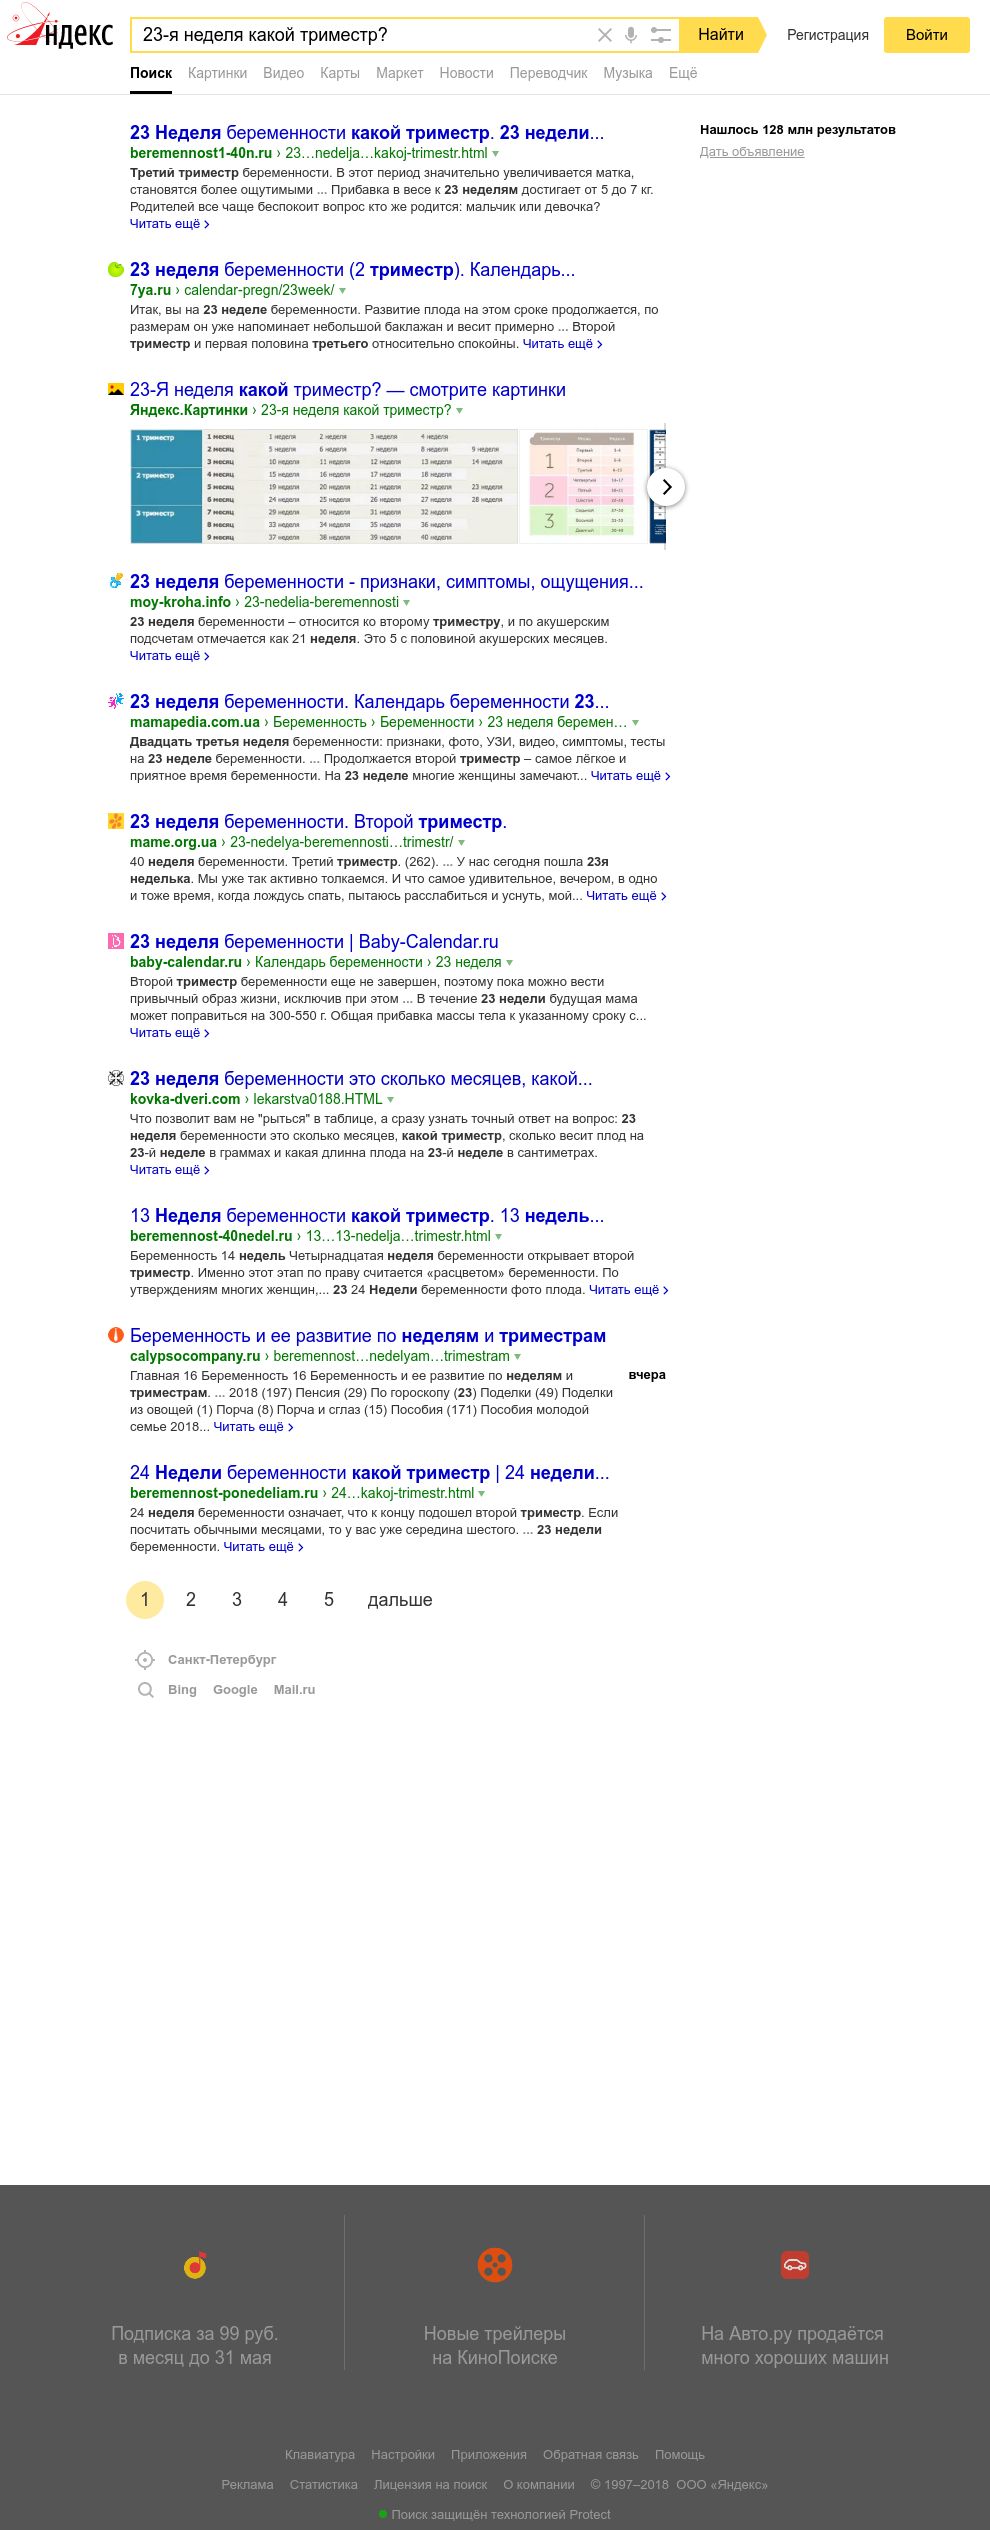 Яндекс
23-я неделя какой триместр?
Найти
Регистрация
Войти
Поиск Картинки Видео Карты Маркет Новости Переводчик Музыка Ещё
23 Неделя беременности какой триместр. 23 недели...
beremennost1-40n.ru › 23…nedelja…kakoj-trimestr.html
Третий триместр беременности. В этот период значительно увеличивается матка,
становятся более ощутимыми ... Прибавка в весе к 23 неделям достигает от 5 до 7 кг.
Родителей все чаще беспокоит вопрос кто же родится: мальчик или девочка?
Читать ещё
Нашлось 128 млн результатов
Дать объявление
23 неделя беременности (2 триместр). Календарь...
7ya.ru › calendar-pregn/23week/
Итак, вы на 23 неделе беременности. Развитие плода на этом сроке продолжается, по
размерам он уже напоминает небольшой баклажан и весит примерно ... Второй
триместр и первая половина третьего относительно спокойны. Читать ещё
23-Я неделя какой триместр? — смотрите картинки
Яндекс.Картинки › 23-я неделя какой триместр?
1 триместр 1 месяц 1 неделя 2 неделя 3 неделя 4 неделя
2 месяц 5 неделя 6 неделя 7 неделя 8 неделя 9 неделя
3 месяц 10 неделя 11 неделя 12 неделя 13 неделя 14 неделя
2 триместр 4 месяц 15 неделя 16 неделя 17 неделя 18 неделя
5 месяц 19 неделя 20 неделя 21 неделя 22 неделя 23 неделя
6 месяц 24 неделя 25 неделя 26 неделя 27 неделя 28 неделя
3 триместр 7 месяц 29 неделя 30 неделя 31 неделя 32 неделя
8 месяц 33 неделя 34 неделя 35 неделя 36 неделя
9 месяц 37 неделя 38 неделя 39 неделя 40 неделя
Триместр Месяц Неделя
1
2
3
23 неделя беременности - признаки, симптомы, ощущения...
moy-kroha.info › 23-nedelia-beremennosti
23 неделя беременности – относится ко второму триместру, и по акушерским
подсчетам отмечается как 21 неделя. Это 5 с половиной акушерских месяцев.
Читать ещё
23 неделя беременности. Календарь беременности 23...
mamapedia.com.ua › Беременность › Беременности › 23 неделя беремен…
Двадцать третья неделя беременности: признаки, фото, УЗИ, видео, симптомы, тесты
на 23 неделе беременности. ... Продолжается второй триместр – самое лёгкое и
приятное время беременности. На 23 неделе многие женщины замечают... Читать ещё
23 неделя беременности. Второй триместр.
mame.org.ua › 23-nedelya-beremennosti…trimestr/
40 неделя беременности. Третий триместр. (262). ... У нас сегодня пошла 23я
неделька. Мы уже так активно толкаемся. И что самое удивительное, вечером, в одно
и тоже время, когда лождусь спать, пытаюсь расслабиться и уснуть, мой... Читать ещё
23 неделя беременности | Baby-Calendar.ru
baby-calendar.ru › Календарь беременности › 23 неделя
Второй триместр беременности еще не завершен, поэтому пока можно вести
привычный образ жизни, исключив при этом ... В течение 23 недели будущая мама
может поправиться на 300-550 г. Общая прибавка массы тела к указанному сроку с...
Читать ещё
23 неделя беременности это сколько месяцев, какой...
kovka-dveri.com › lekarstva0188.HTML
Что позволит вам не "рыться" в таблице, а сразу узнать точный ответ на вопрос: 23
неделя беременности это сколько месяцев, какой триместр, сколько весит плод на
23-й неделе в граммах и какая длинна плода на 23-й неделе в сантиметрах.
Читать ещё
13 Неделя беременности какой триместр. 13 недель...
beremennost-40nedel.ru › 13…13-nedelja…trimestr.html
Беременность 14 недель Четырнадцатая неделя беременности открывает второй
триместр. Именно этот этап по праву считается «расцветом» беременности. По
утверждениям многих женщин,... 23 24 Недели беременности фото плода. Читать ещё
Беременность и ее развитие по неделям и триместрам
calypsocompany.ru › beremennost…nedelyam…trimestram
Главная 16 Беременность 16 Беременность и ее развитие по неделям и
вчера
триместрам. ... 2018 (197) Пенсия (29) По гороскопу (23) Поделки (49) Поделки
из овощей (1) Порча (8) Порча и сглаз (15) Пособия (171) Пособия молодой
семье 2018... Читать ещё
24 Недели беременности какой триместр | 24 недели...
beremennost-ponedeliam.ru › 24…kakoj-trimestr.html
24 неделя беременности означает, что к концу подошел второй триместр. Если
посчитать обычными месяцами, то у вас уже середина шестого. ... 23 недели
беременности. Читать ещё
1 2 3 4 5 дальше
Санкт-Петербург
Bing Google Mail.ru
Подписка за 99 руб.
в месяц до 31 мая
Новые трейлеры
на КиноПоиске
На Авто.ру продаётся
много хороших машин
Клавиатура Настройки Приложения Обратная связь Помощь
Реклама Статистика Лицензия на поиск О компании © 1997–2018 ООО «Яндекс»
Поиск защищён технологией Protect